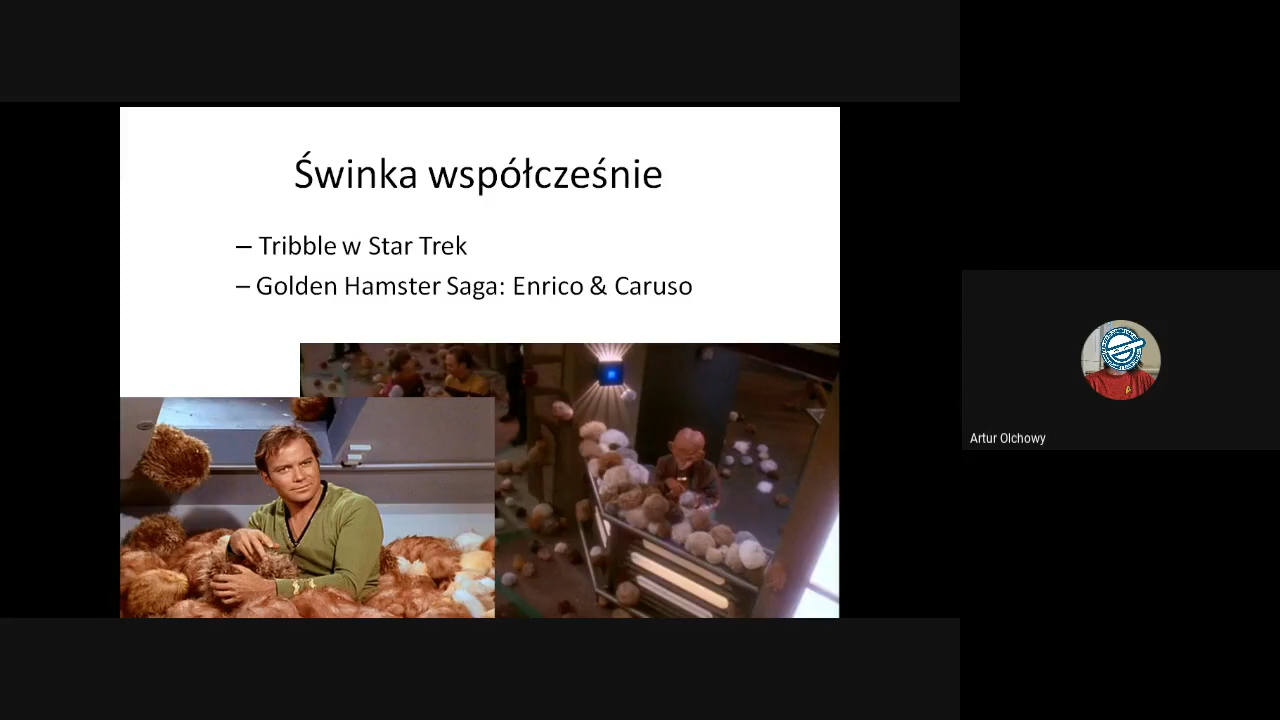 Świnka współcześnie
– Tribble w Star Trek
– Golden Hamster Saga: Enrico & Caruso
Artur Olchowy